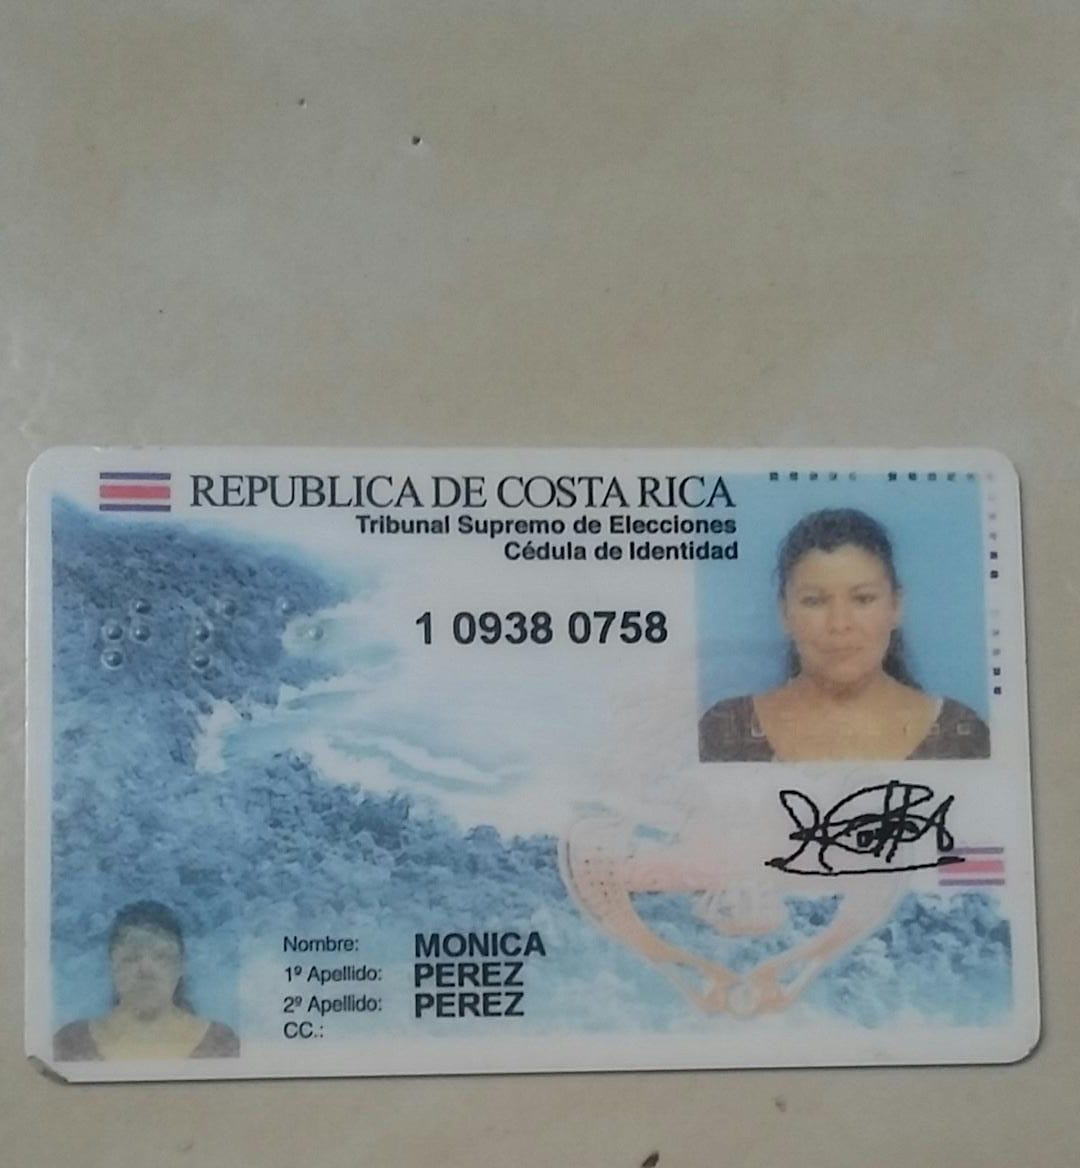 REPUBLICA DE COSTA RICA
Tribunal Supremo de Elecciones
Cédula de Identidad
1 0938 0758
Nombre: MONICA
1º Apellido: PEREZ
2º Apellido: PEREZ
CC.: